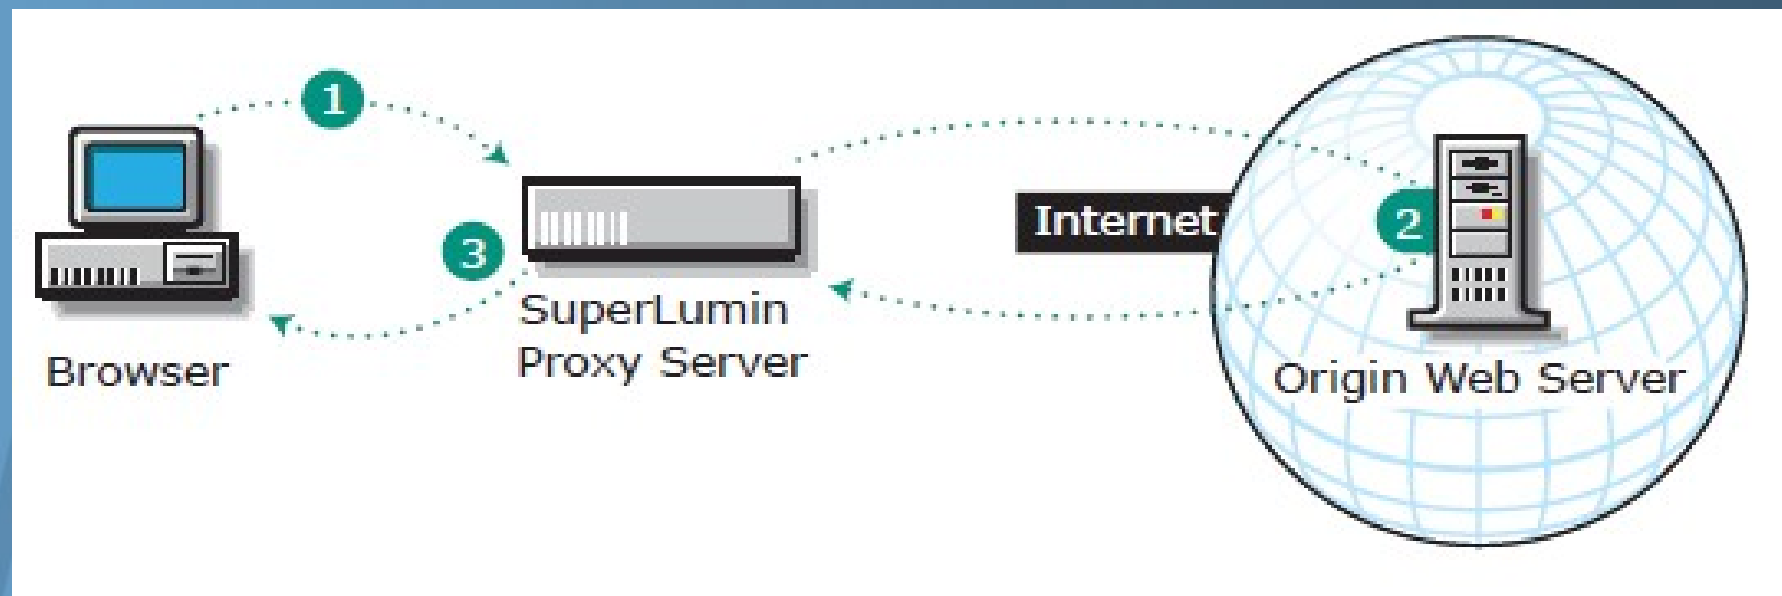 1
3
SuperLumin
Proxy Server
Browser
Internet
2
Origin Web Server